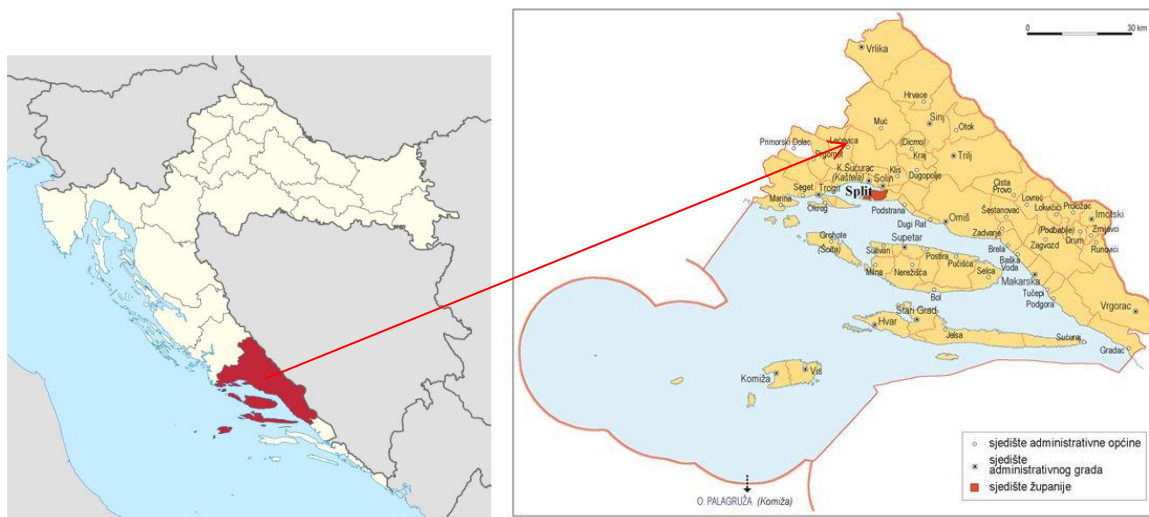 0 30 km
Vrlika
Hrvace
Sinj
Muć
Otok
Primorski Dolec
Lećevica
(Dicmo)
Kraj
Trilj
Prgomet
K.Sućurac
(Kaštela)
Klis
Solin
Dugopolje
Seget
Trogir
Split
Marina
Okrug
Podstrana
Cista
Provo
Lovreć
Lokvičići
Proložac
Imotski
Šestanovac
Omiš
Dugi Rat
Zadvarje
(Podbablje)
Zmijevci
Drum
Zagvozd
Runovići
Grohote
(Šolta)
Supetar
Sutivan
Postira
Pučišća
Brela
Baška
Voda
Milna
Nerežišća
Selca
Makarska
Bol
Tučepi
Podgora
Vrgorac
Stari Grad
Hvar
Jelsa
Sućuraj
Gradac
Komiža
Vis
sjedište administrativne općine
sjedište
administrativnog grada
sjedište županije
O. PALAGRUŽA (Komiža)